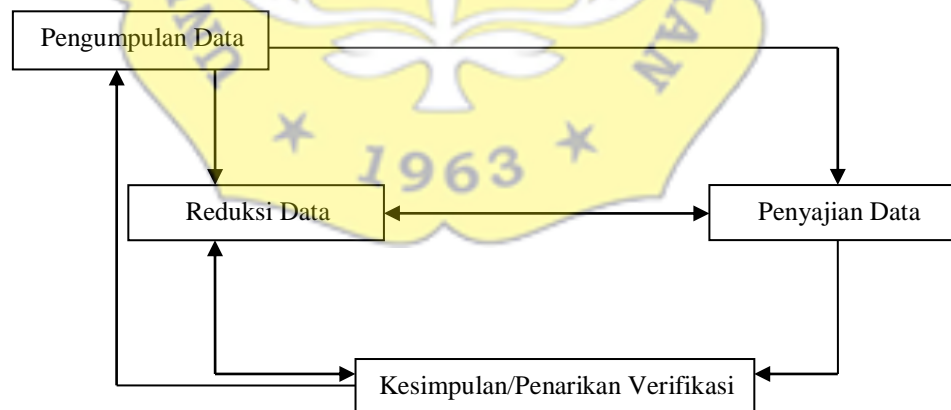 Pengumpulan Data
1963
Reduksi Data
Penyajian Data
Kesimpulan/Penarikan Verifikasi